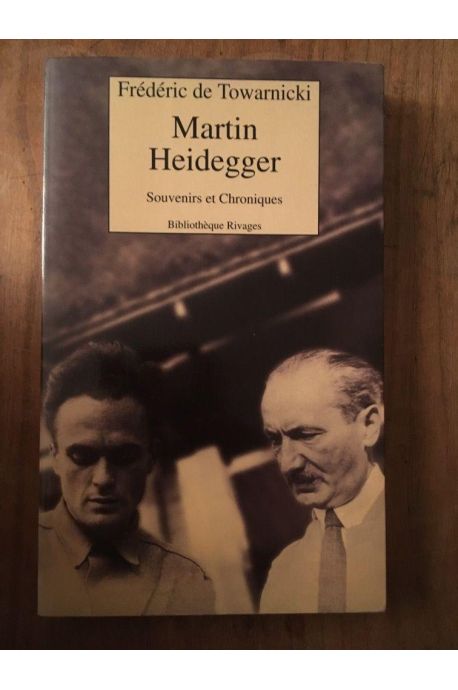 Frédéric de Towarnicki
Martin
Heidegger
Souvenirs et Chroniques
Bibliothèque Rivages